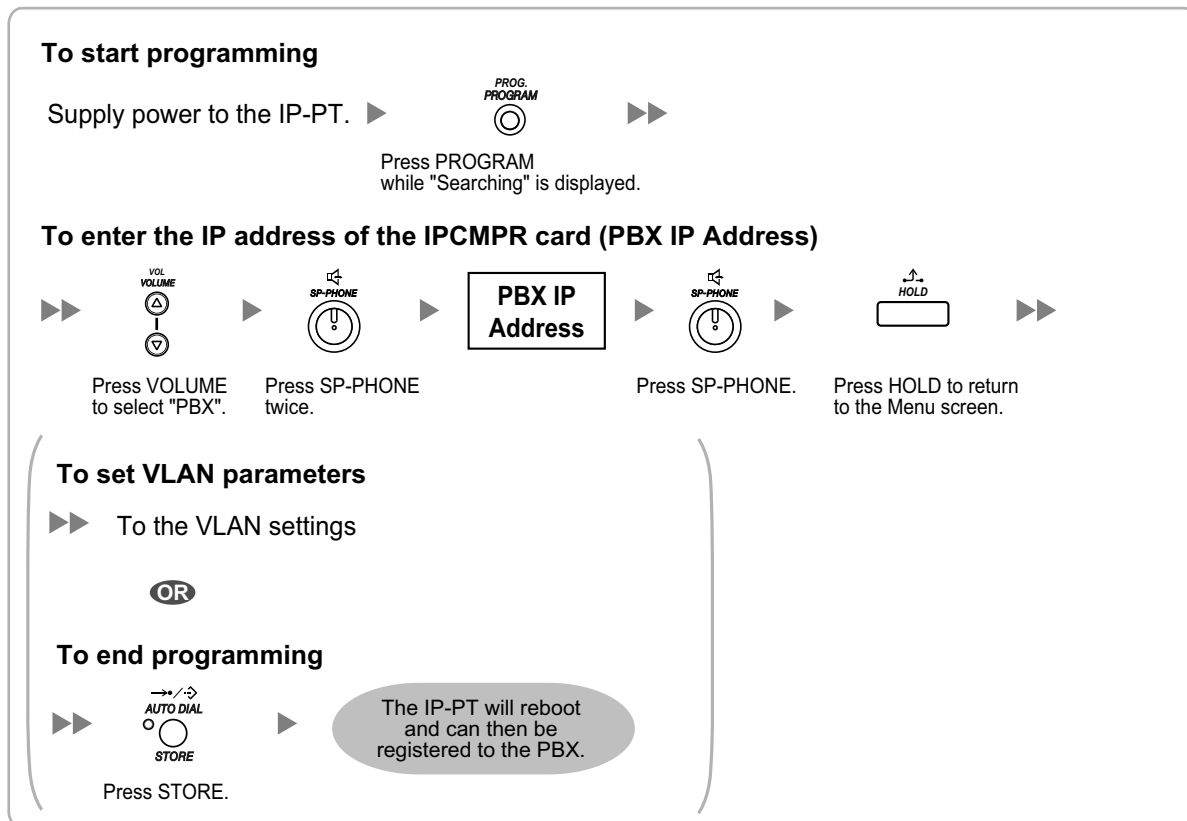 To start programming
PROG.
PROGRAM
Supply power to the IP-PT.
Press PROGRAM
while "Searching" is displayed.
To enter the IP address of the IPCMPR card (PBX IP Address)
VOL
VOLUME
SP-PHONE
PBX IP
Address
SP-PHONE
HOLD
Press VOLUME
to select "PBX".
Press SP-PHONE
twice.
Press SP-PHONE.
Press HOLD to return
to the Menu screen.
To set VLAN parameters
To the VLAN settings
OR
To end programming
AUTO DIAL
STORE
Press STORE.
The IP-PT will reboot
and can then be
registered to the PBX.